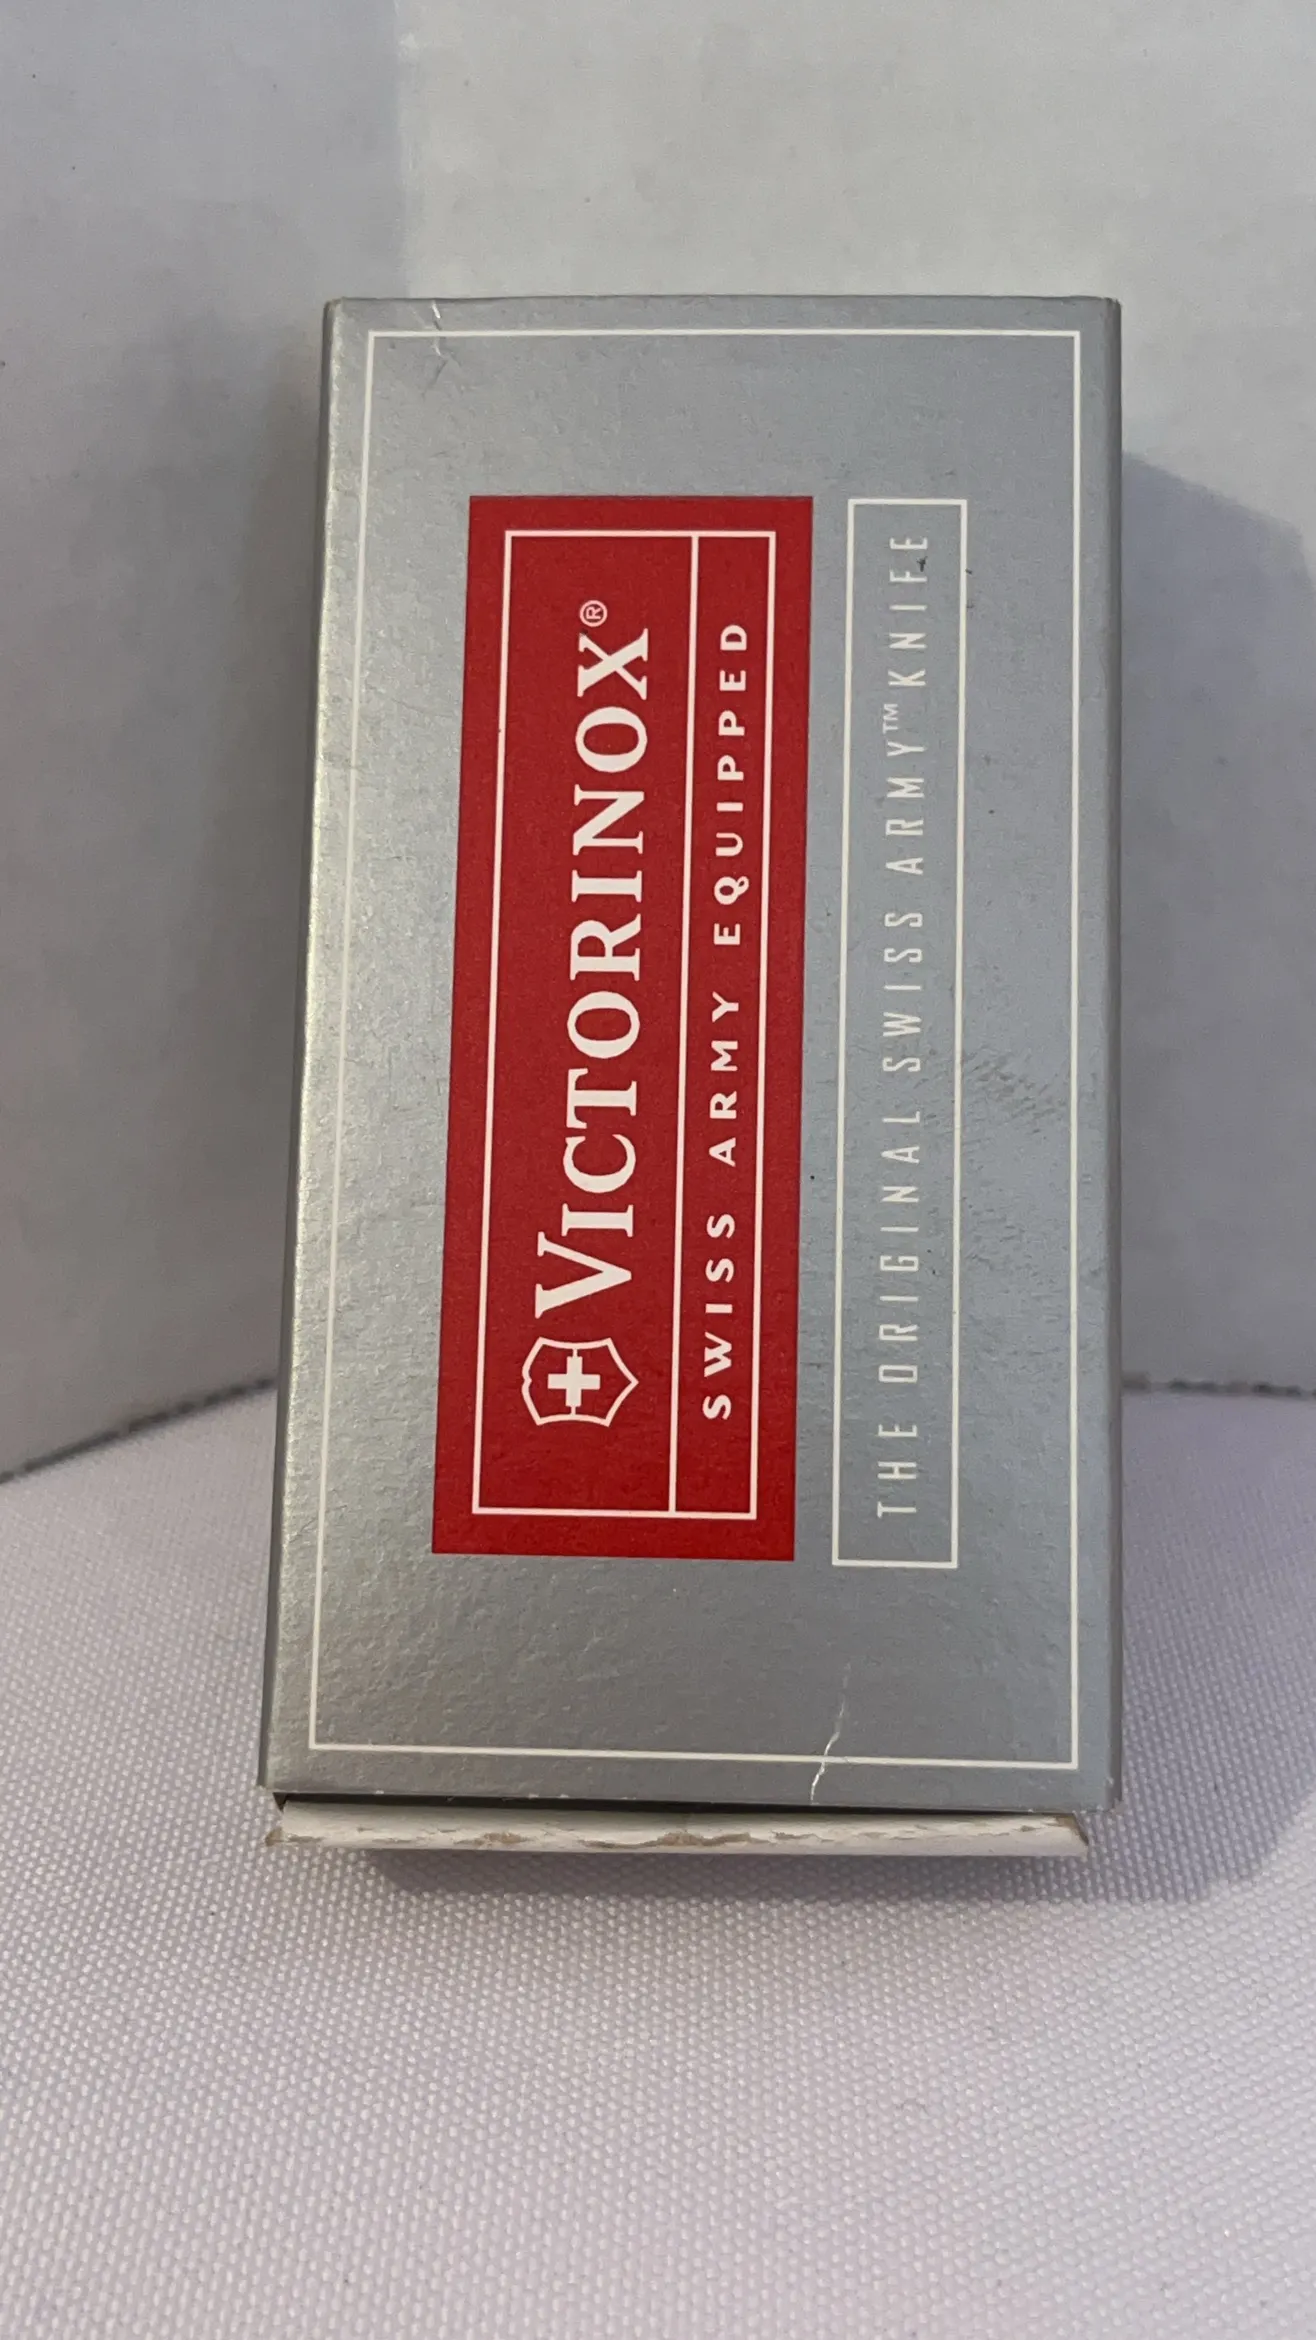 VICTORINOX®
SWISS ARMY EQUIPPED
THE ORIGINAL SWISS ARMY™ KNIFE